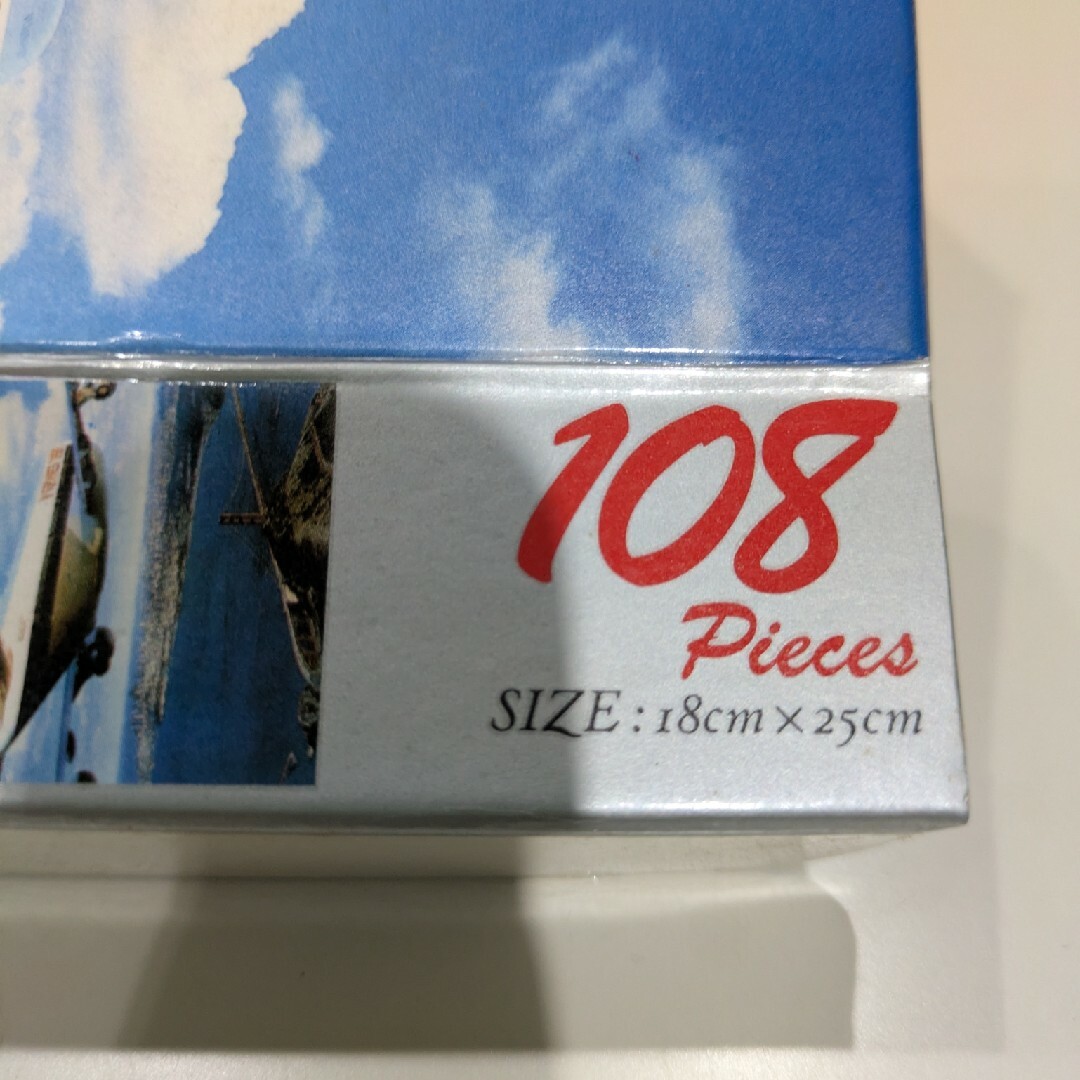 108
Pieces
SIZE : 18cm × 25cm